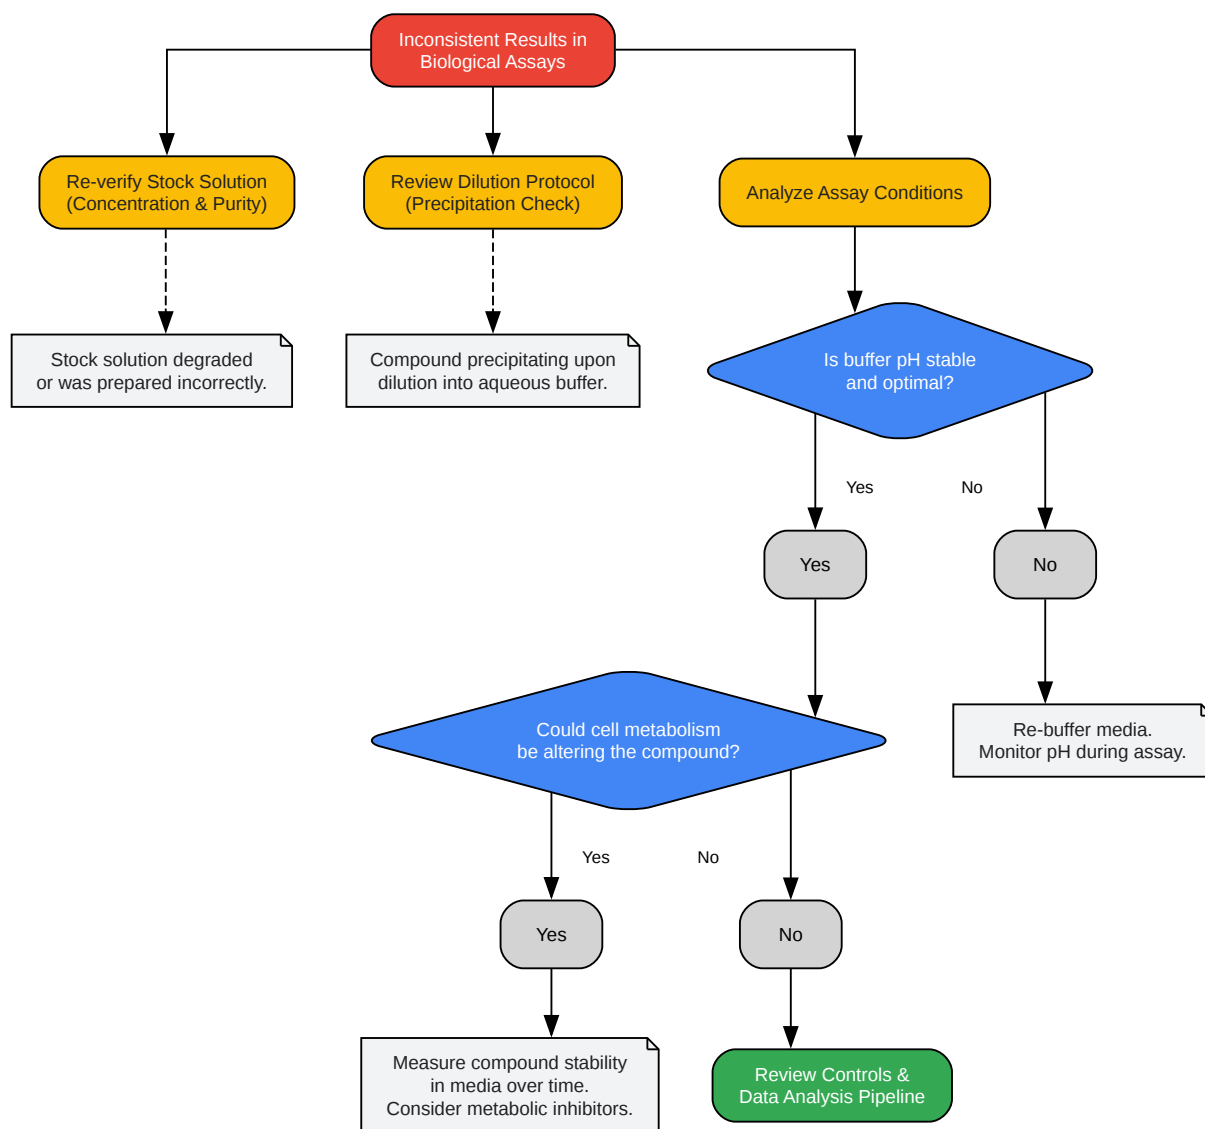 Inconsistent Results in
Biological Assays
Re-verify Stock Solution
(Concentration & Purity)
Review Dilution Protocol
(Precipitation Check)
Analyze Assay Conditions
Stock solution degraded
or was prepared incorrectly.
Compound precipitating upon
dilution into aqueous buffer.
Is buffer pH stable
and optimal?
Yes
No
Yes
No
Could cell metabolism
be altering the compound?
Re-buffer media.
Monitor pH during assay.
Yes
No
Yes
No
Measure compound stability
in media over time.
Consider metabolic inhibitors.
Review Controls &
Data Analysis Pipeline